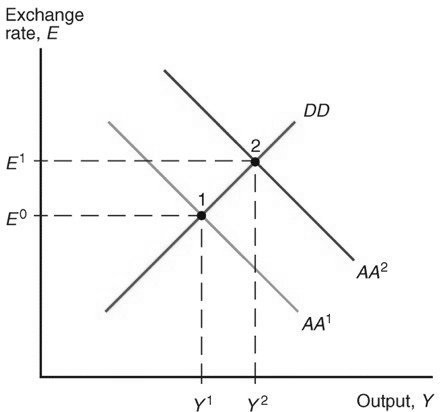 Exchange
rate, E
DD
2
E¹
1
E⁰
AA²
AA¹
Y¹
Y²
Output, Y